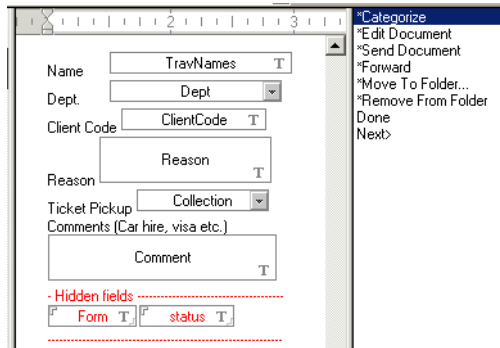 2 3
Name TravNames T
Dept. Dept
Client Code ClientCode T
Reason Reason T
Ticket Pickup Collection
Comments (Car hire, visa etc.)
Comment T
- Hidden fields --------------------------
Form T status T
------------------------------------------
*Categorize
*Edit Document
*Send Document
*Forward
*Move To Folder...
*Remove From Folder
Done
Next>